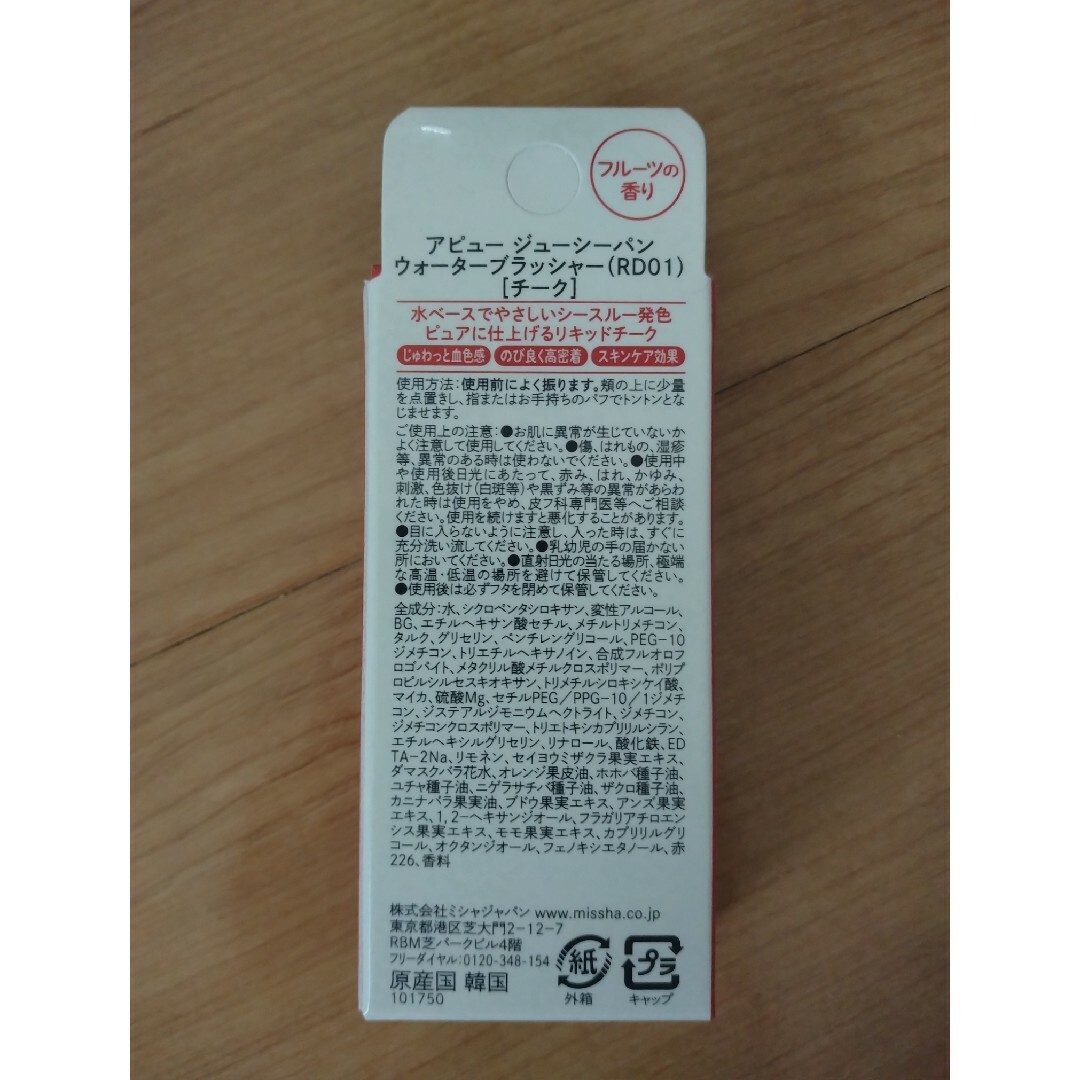 フルーツの
香り
アピュー ジューシーパン
ウォーターブラッシャー(RD01)
[チーク]
水ベースでやさしいシースルー発色
ピュアに仕上げるリキッドチーク
じゅわっと血色感 のび良く高密着 スキンケア効果
使用方法:使用前によく振ります。頬の上に少量
を点置きし、指またはお手持ちのパフでトントンとな
じませます。
ご使用上の注意:●お肌に異常が生じていないか
よく注意して使用してください。●傷、はれもの、湿疹
等、異常のある時は使わないでください。●使用中
や使用後日光にあたって、赤み、はれ、かゆみ、
刺激、色抜け(白斑等)や黒ずみ等の異常があらわ
れた時は使用をやめ、皮フ科専門医等へご相談
ください。使用を続けますと悪化することがあります。
●目に入らないように注意し、入った時は、すぐに
充分洗い流してください。●乳幼児の手の届かない
所においてください。●直射日光の当たる場所、極端
な高温・低温の場所を避けて保管してください。
●使用後は必ずフタを閉めて保管してください。
全成分:水、シクロペンタシロキサン、変性アルコール、
BG、エチルヘキサン酸セチル、メチルトリメチコン、
タルク、グリセリン、ペンチレングリコール、PEG-10
ジメチコン、トリエチルヘキサノイン、合成フルオロフ
ロゴパイト、メタクリル酸メチルクロスポリマー、ポリプ
ロピルシルセスキオキサン、トリメチルシロキシケイ酸、
マイカ、硫酸Mg、セチルPEG/PPG-10/1ジメチ
コン、ジステアルジモニウムヘクトライト、ジメチコン、
ジメチコンクロスポリマー、トリエトキシカプリリルシラン、
エチルヘキシルグリセリン、リナロール、酸化鉄、ED
TA-2Na、リモネン、セイヨウミザクラ果実エキス、
ダマスクバラ花水、オレンジ果皮油、ホホバ種子油、
ユチャ種子油、ニゲラサチバ種子油、ザクロ種子油、
カニナバラ果実油、ブドウ果実エキス、アンズ果実
エキス、1,2-ヘキサンジオール、フラガリアチロエン
シス果実エキス、モモ果実エキス、カプリリルグリ
コール、オクタンジオール、フェノキシエタノール、赤
226、香料
株式会社ミシャジャパン www.missha.co.jp
東京都港区芝大門2-12-7
RBM芝パークビル4階
フリーダイヤル:0120-348-154
原産国 韓国
101750
紙
外箱
プラ
キャップ